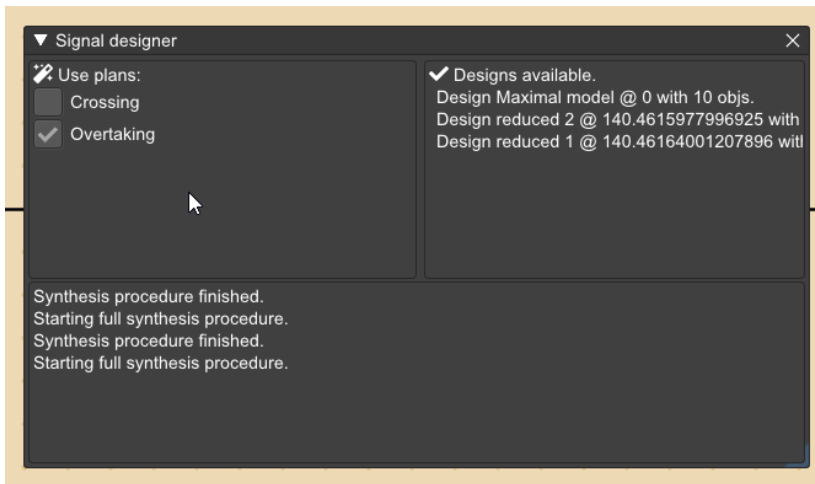 Signal designer
Use plans:
Crossing
Overtaking
Designs available.
Design Maximal model @ 0 with 10 objs.
Design reduced 2 @ 140.4615977996925 with
Design reduced 1 @ 140.46164001207896 with
Synthesis procedure finished.
Starting full synthesis procedure.
Synthesis procedure finished.
Starting full synthesis procedure.